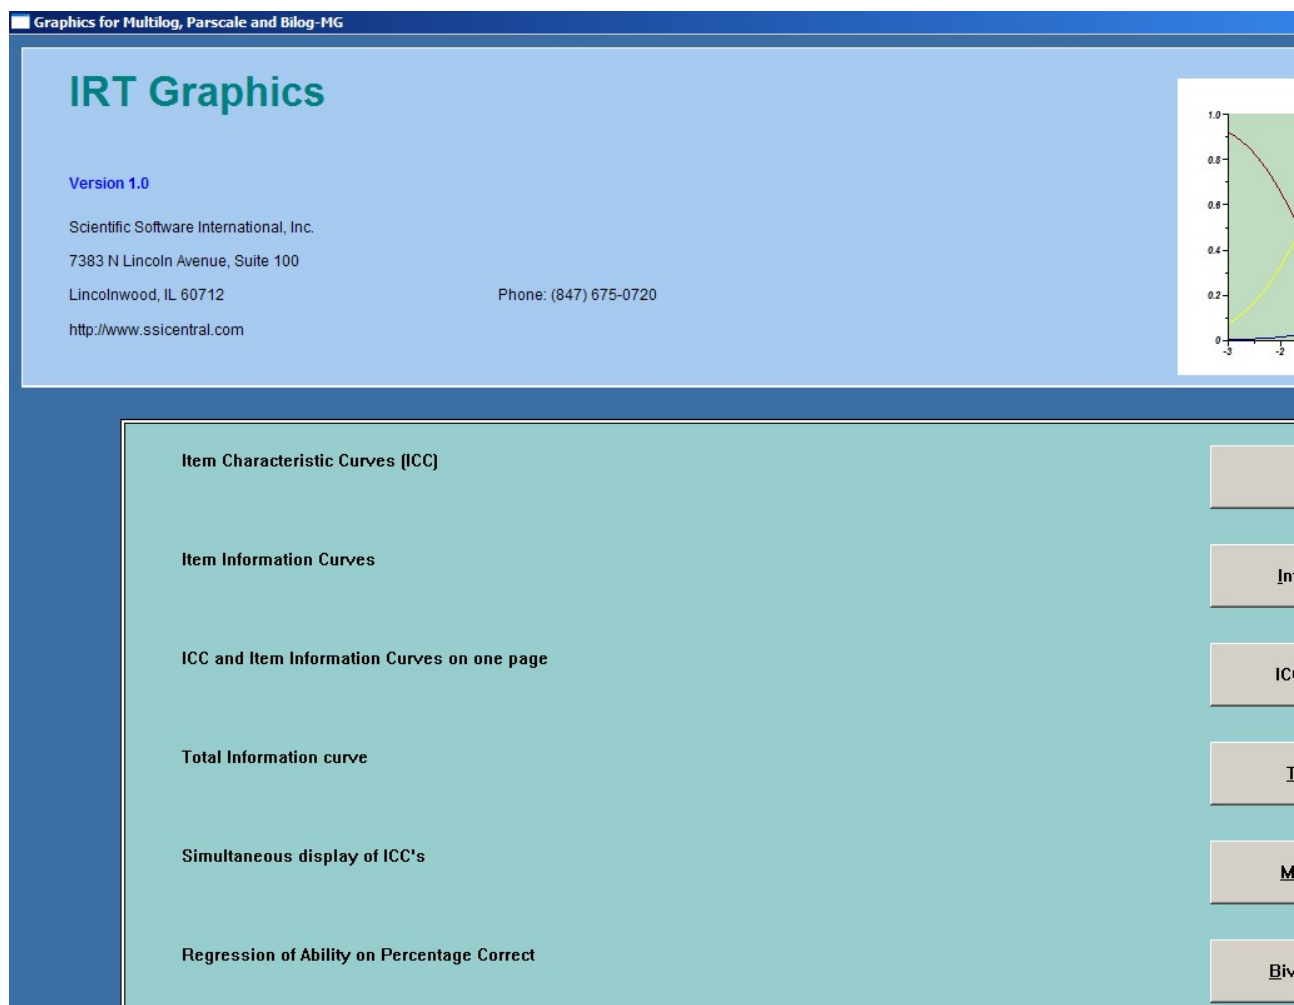 Graphics for Multilog, Parscale and Bilog-MG
IRT Graphics
Version 1.0
Scientific Software International, Inc.
7383 N Lincoln Avenue, Suite 100
Lincolnwood, IL 60712
Phone: (847) 675-0720
http://www.ssicentral.com
1.0
0.8
0.6
0.4
0.2
0
-3 -2
Item Characteristic Curves (ICC)
Item Information Curves
ICC and Item Information Curves on one page
Total Information curve
Simultaneous display of ICC's
Regression of Ability on Percentage Correct